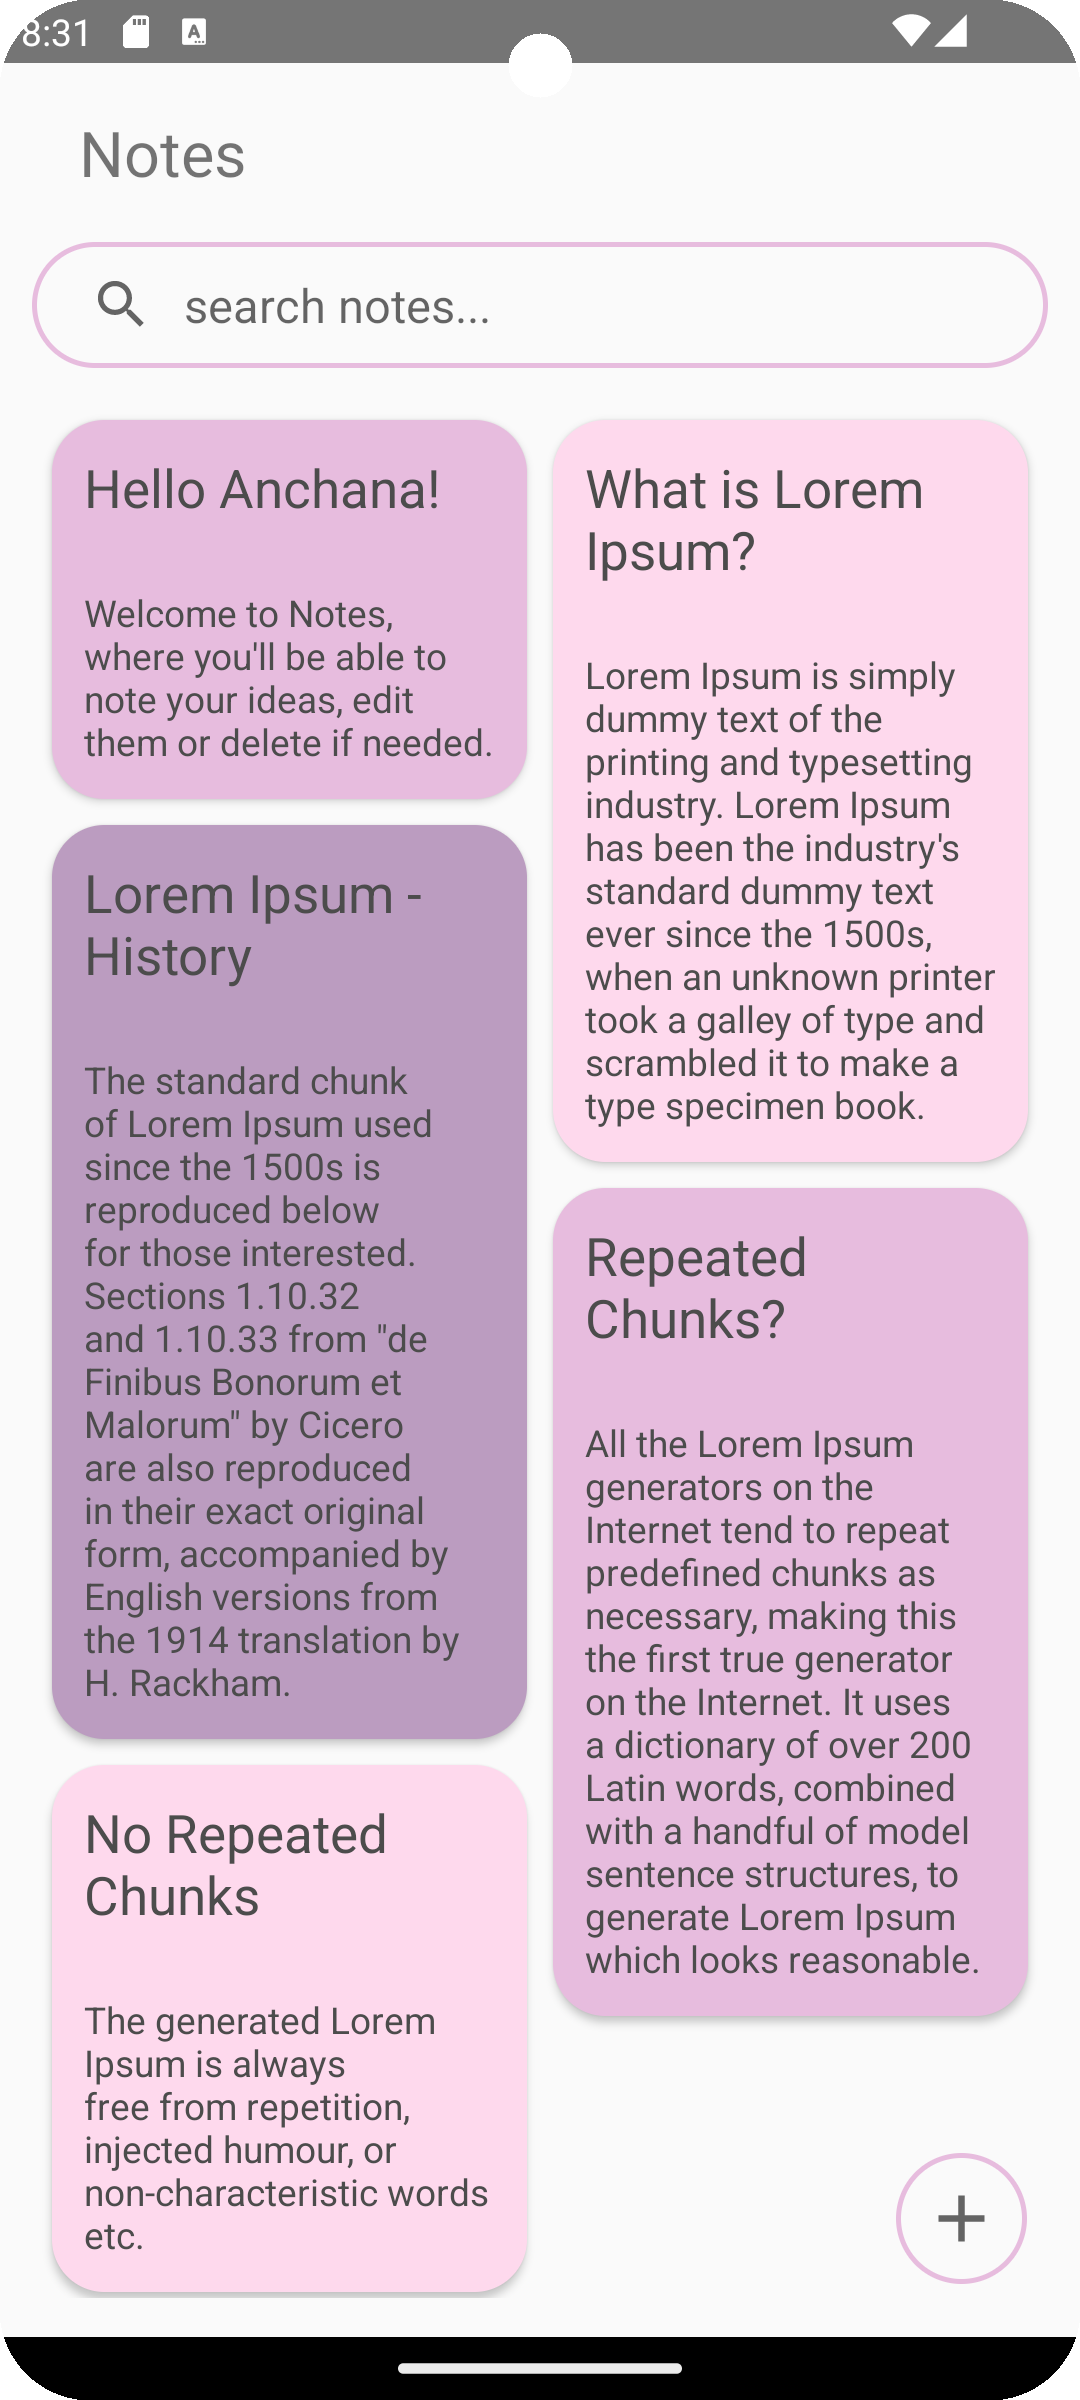 8:31
Notes
search notes...
Hello Anchana!
Welcome to Notes,
where you'll be able to
note your ideas, edit
them or delete if needed.
What is Lorem
Ipsum?
Lorem Ipsum is simply
dummy text of the
printing and typesetting
industry. Lorem Ipsum
has been the industry's
standard dummy text
ever since the 1500s,
when an unknown printer
took a galley of type and
scrambled it to make a
type specimen book.
Lorem Ipsum -
History
The standard chunk
of Lorem Ipsum used
since the 1500s is
reproduced below
for those interested.
Sections 1.10.32
and 1.10.33 from "de
Finibus Bonorum et
Malorum" by Cicero
are also reproduced
in their exact original
form, accompanied by
English versions from
the 1914 translation by
H. Rackham.
Repeated
Chunks?
All the Lorem Ipsum
generators on the
Internet tend to repeat
predefined chunks as
necessary, making this
the first true generator
on the Internet. It uses
a dictionary of over 200
Latin words, combined
with a handful of model
sentence structures, to
generate Lorem Ipsum
which looks reasonable.
No Repeated
Chunks
The generated Lorem
Ipsum is always
free from repetition,
injected humour, or
non-characteristic words
etc.